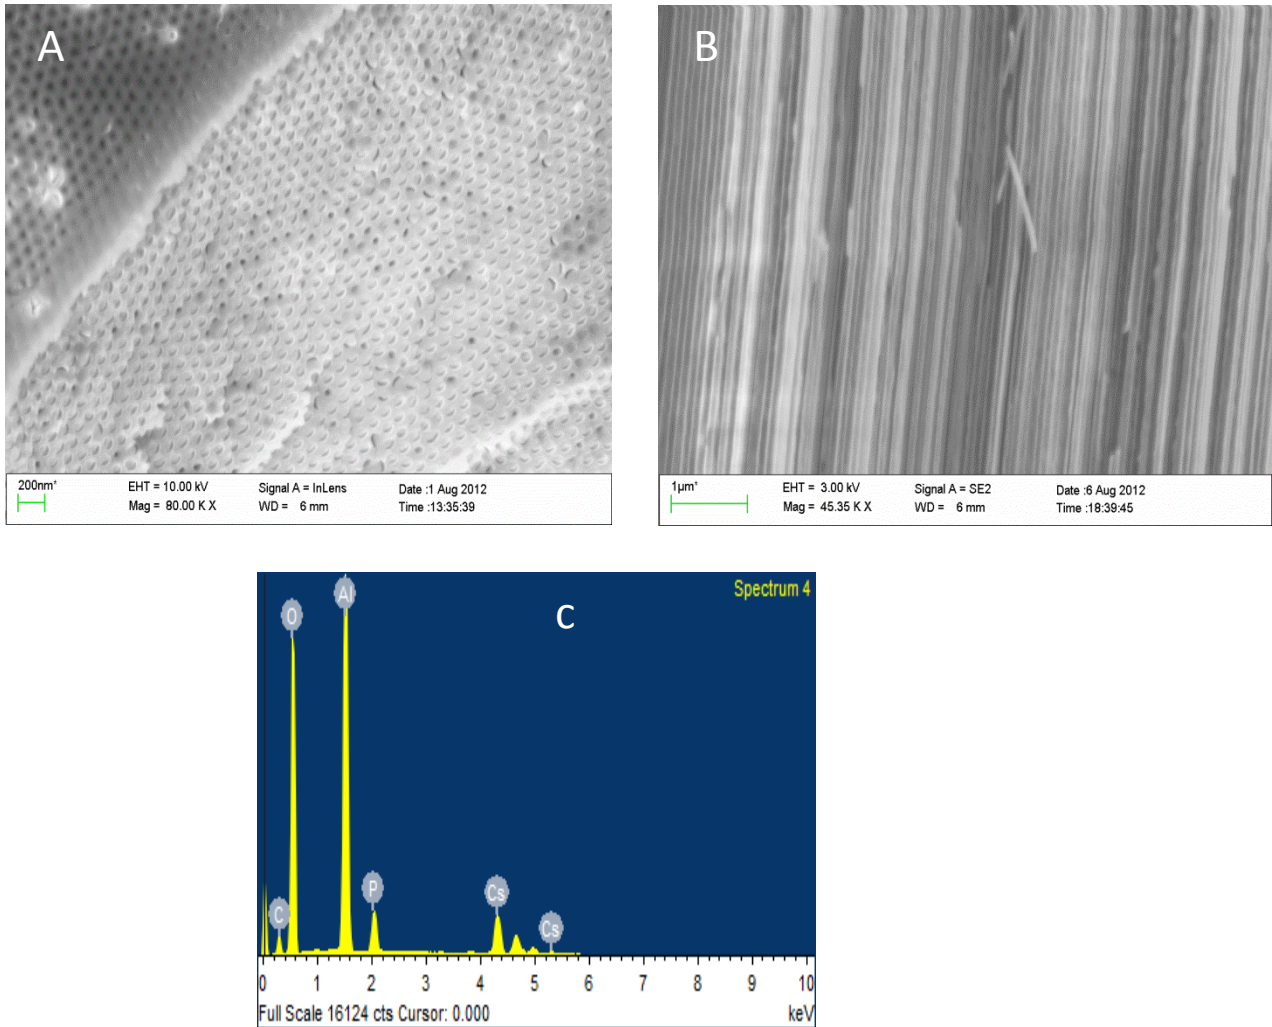 A
200nm*
EHT = 10.00 kV
Signal A = InLens
Date :1 Aug 2012
Mag = 80.00 K X
WD = 6 mm
Time :13:35:39
B
1µm*
EHT = 3.00 kV
Signal A = SE2
Date :6 Aug 2012
Mag = 45.35 K X
WD = 6 mm
Time :18:39:45
Spectrum 4
C
O
Al
C
P
Cs
Cs
0 1 2 3 4 5 6 7 8 9 10
Full Scale 16124 cts Cursor: 0.000 keV